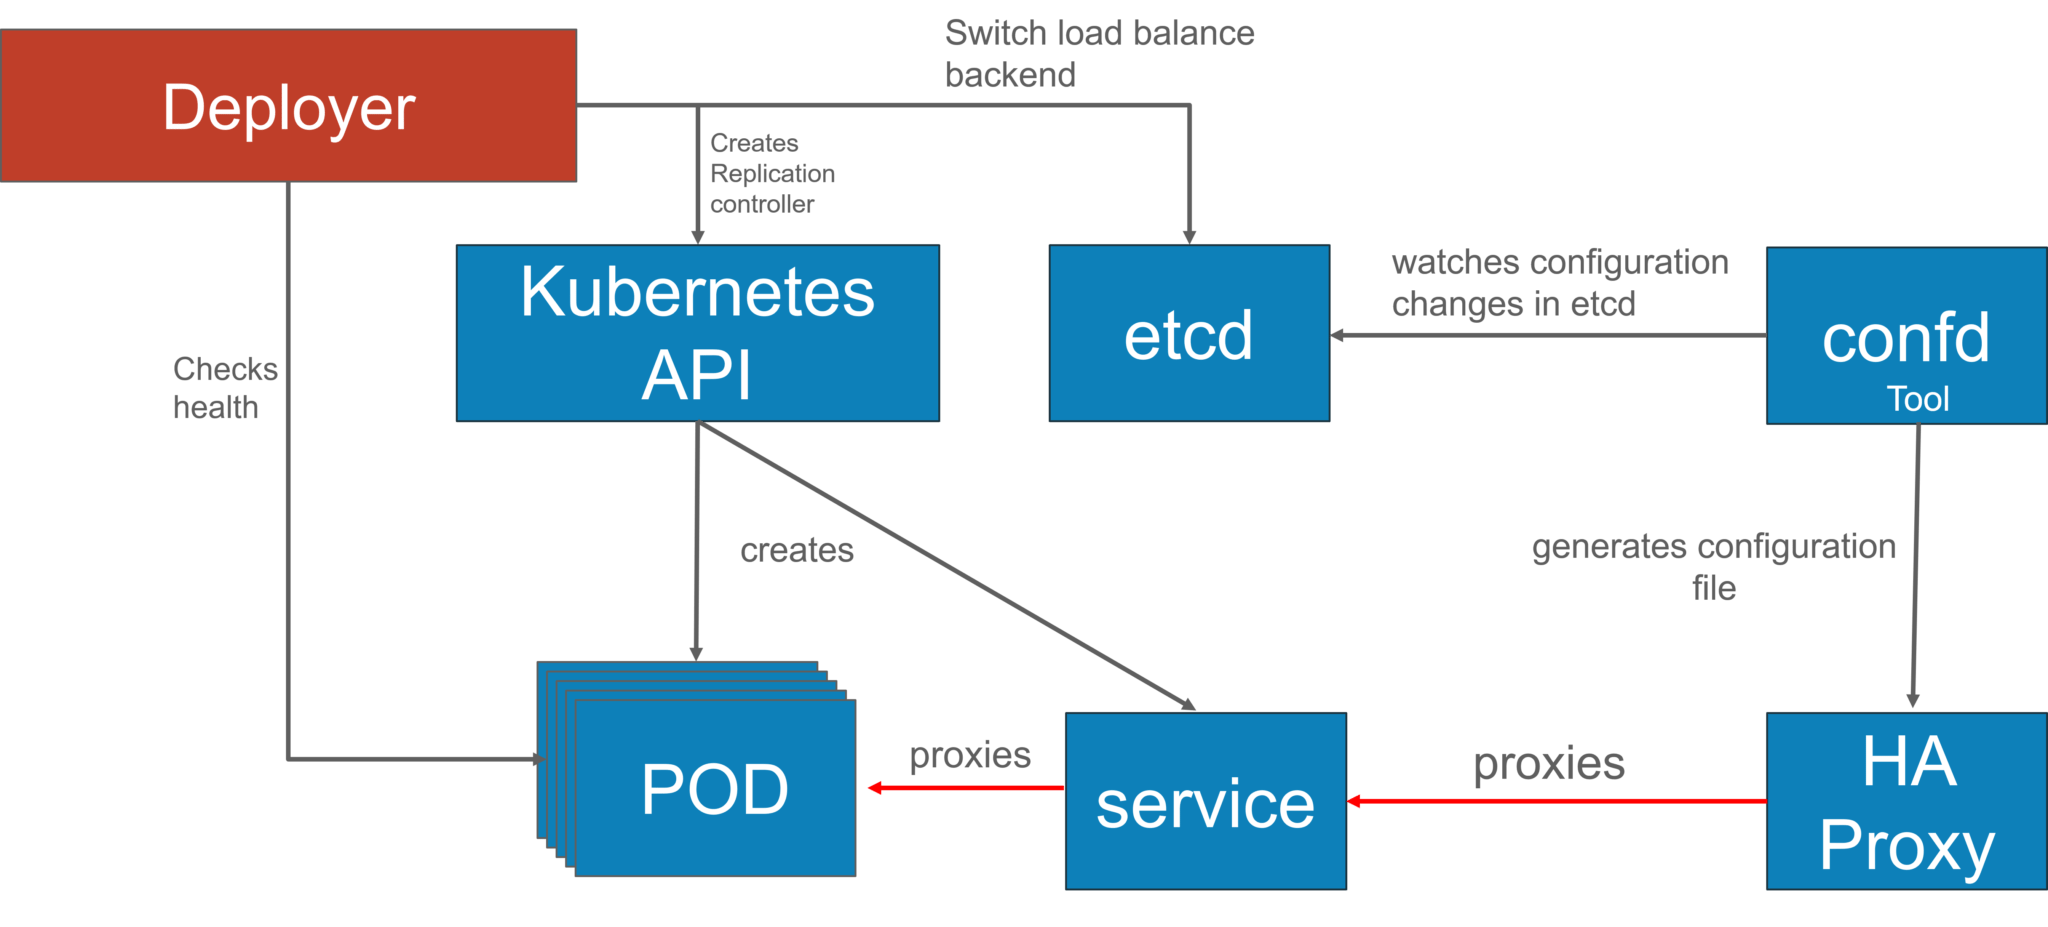 Switch load balance
backend
Deployer
Creates
Replication
controller
Kubernetes
API
etcd
watches configuration
changes in etcd
confd
Tool
Checks
health
creates
generates configuration
file
POD
proxies
service
proxies
HA
Proxy